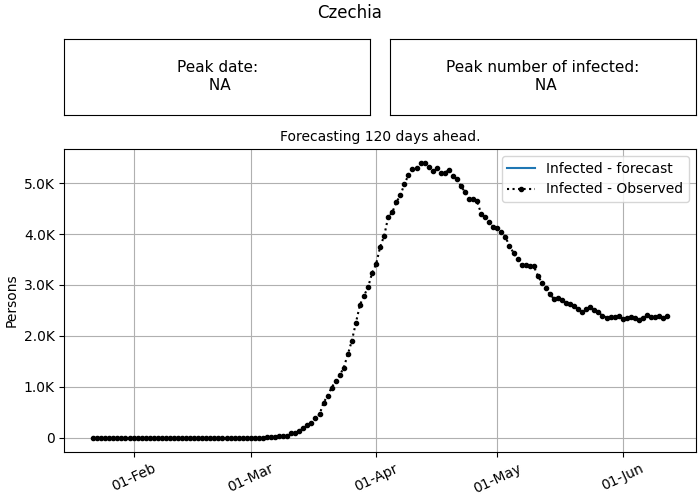 Czechia
Peak date:
NA
Peak number of infected:
NA
Forecasting 120 days ahead.
Infected - forecast
Infected - Observed
Persons
5.0K
4.0K
3.0K
2.0K
1.0K
0
01-Feb
01-Mar
01-Apr
01-May
01-Jun